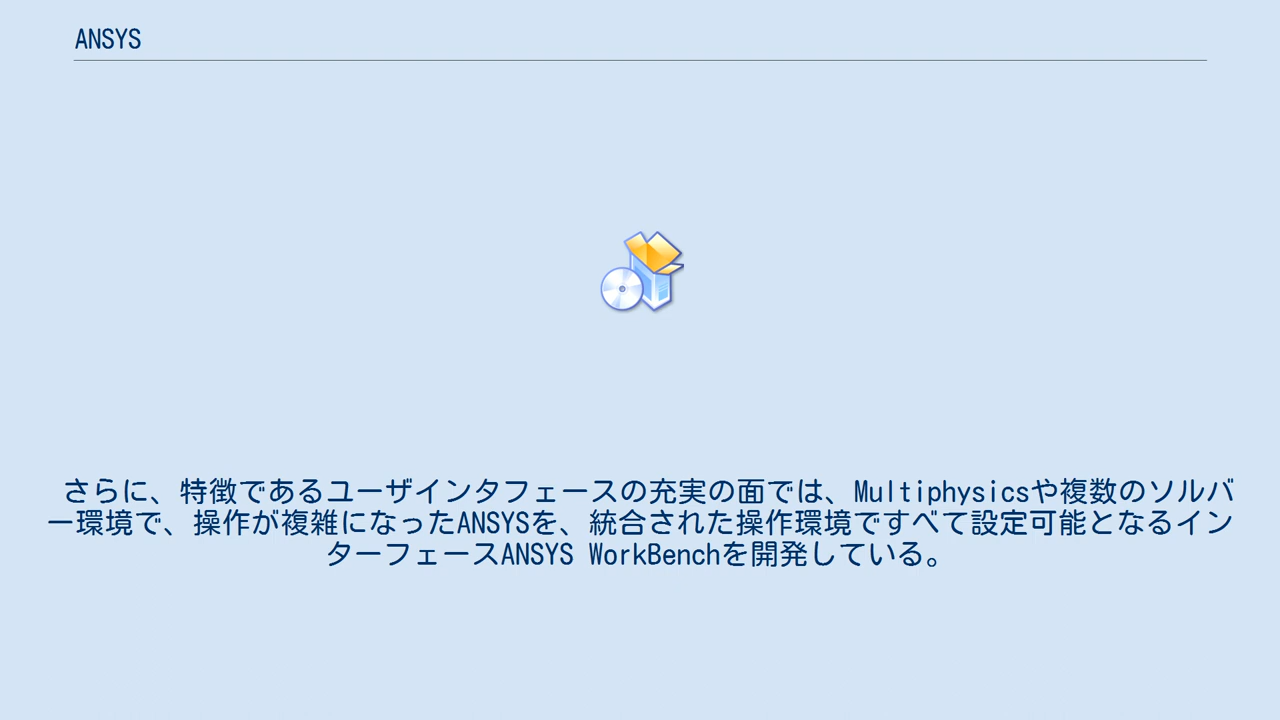 ANSYS
さらに、特徴であるユーザインタフェースの充実の面では、Multiphysicsや複数のソルバ
ー環境で、操作が複雑になったANSYSを、統合された操作環境ですべて設定可能となるイン
ターフェースANSYS WorkBenchを開発している。